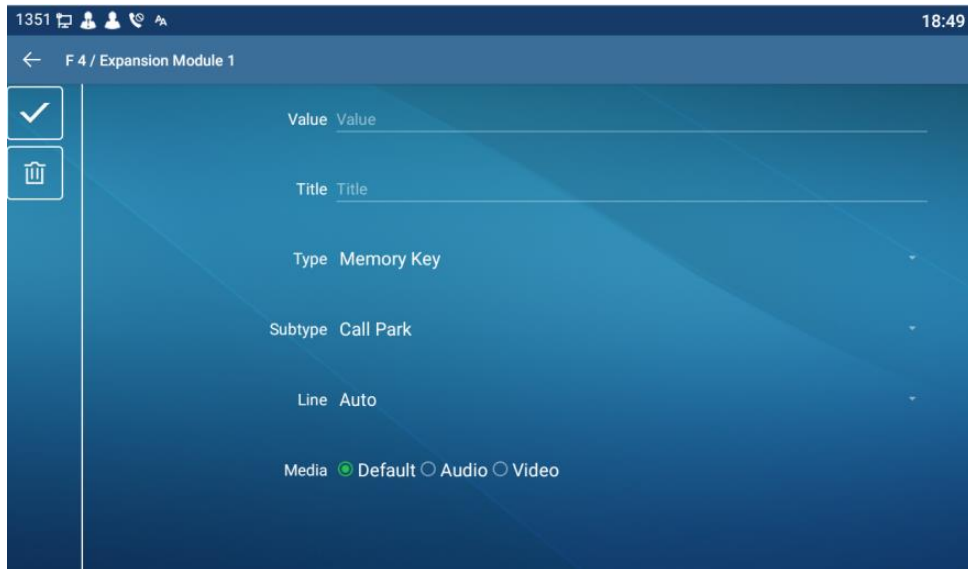 1351 18:49
F 4 / Expansion Module 1
Value Value
Title Title
Type Memory Key
Subtype Call Park
Line Auto
Media Default Audio Video